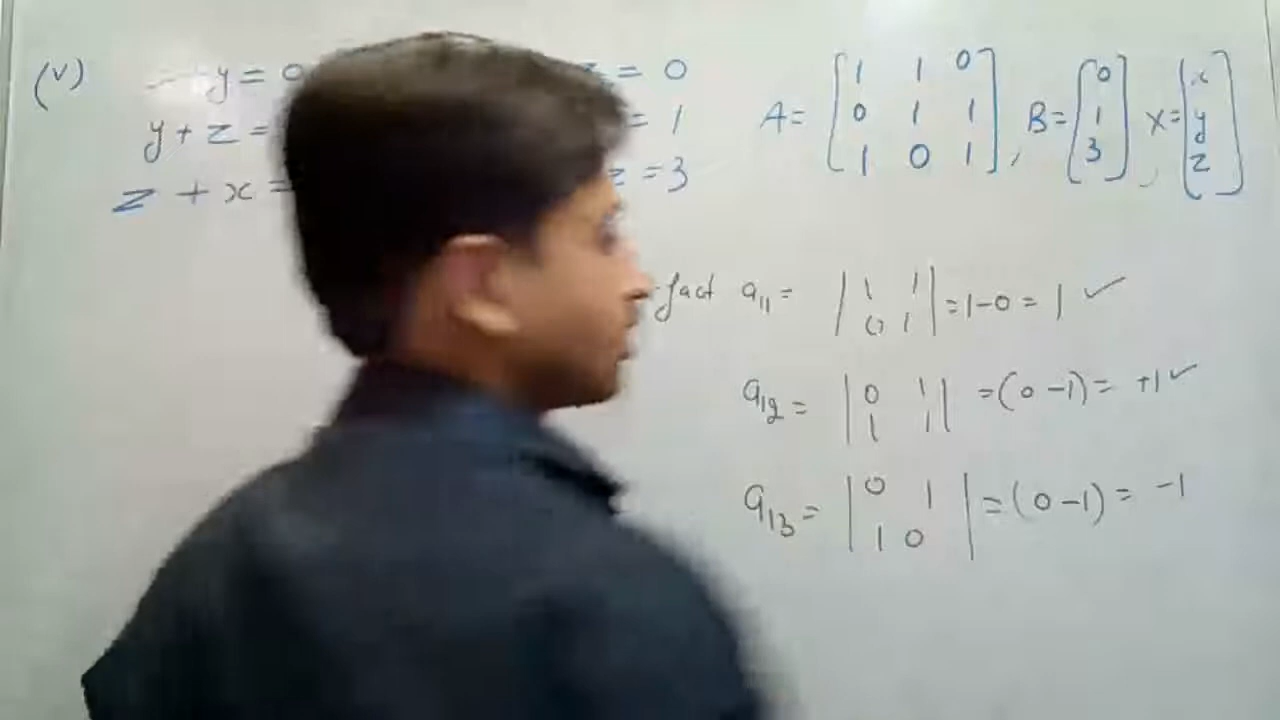 (v) y = 0 = 0
y + z = = 1
z + x = z = 3
A = [1 1 0; 0 1 1; 1 0 1], B = [0; 1; 3], X = [x; y; z]
fact a₁₁ = |1 1; 0 1| = 1-0 = 1 ✓
a₁₂ = |0 1; 1 1| = (0-1) = +1 ✓
a₁₃ = |0 1; 1 0| = (0-1) = -1